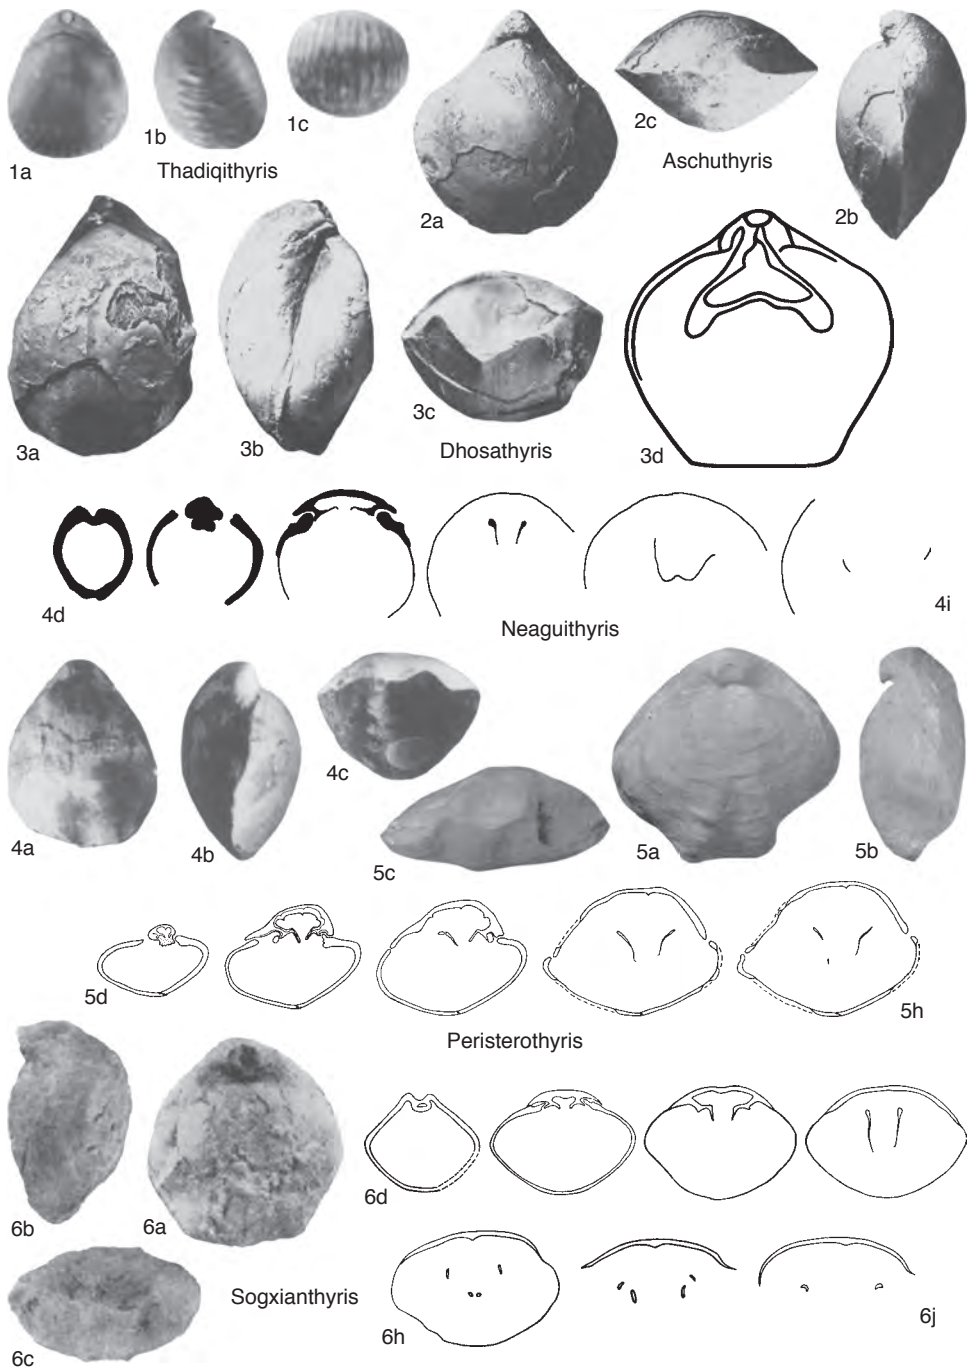 1a
1b
1c
Thadiqithyris
2a
2c
Aschuthyris
2b
3a
3b
3c
Dhosathyris
3d
4d
4i
Neaguithyris
4a
4b
4c
5c
5a
5b
5d
5h
Peristerothyris
6b
6a
6d
6c
Sogxianthyris
6h
6j